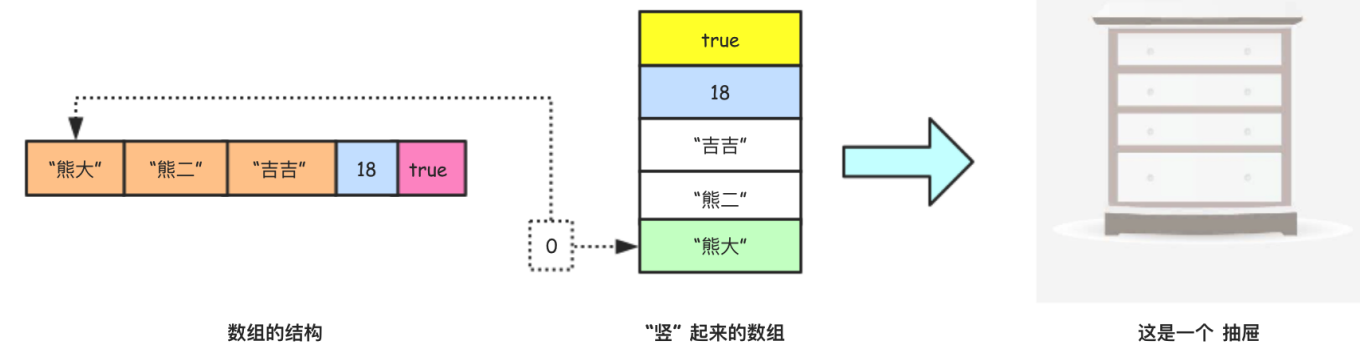 “熊大”
“熊二”
“吉吉”
18
true
数组的结构
0
true
18
“吉吉”
“熊二”
“熊大”
“竖”起来的数组
这是一个 抽屉